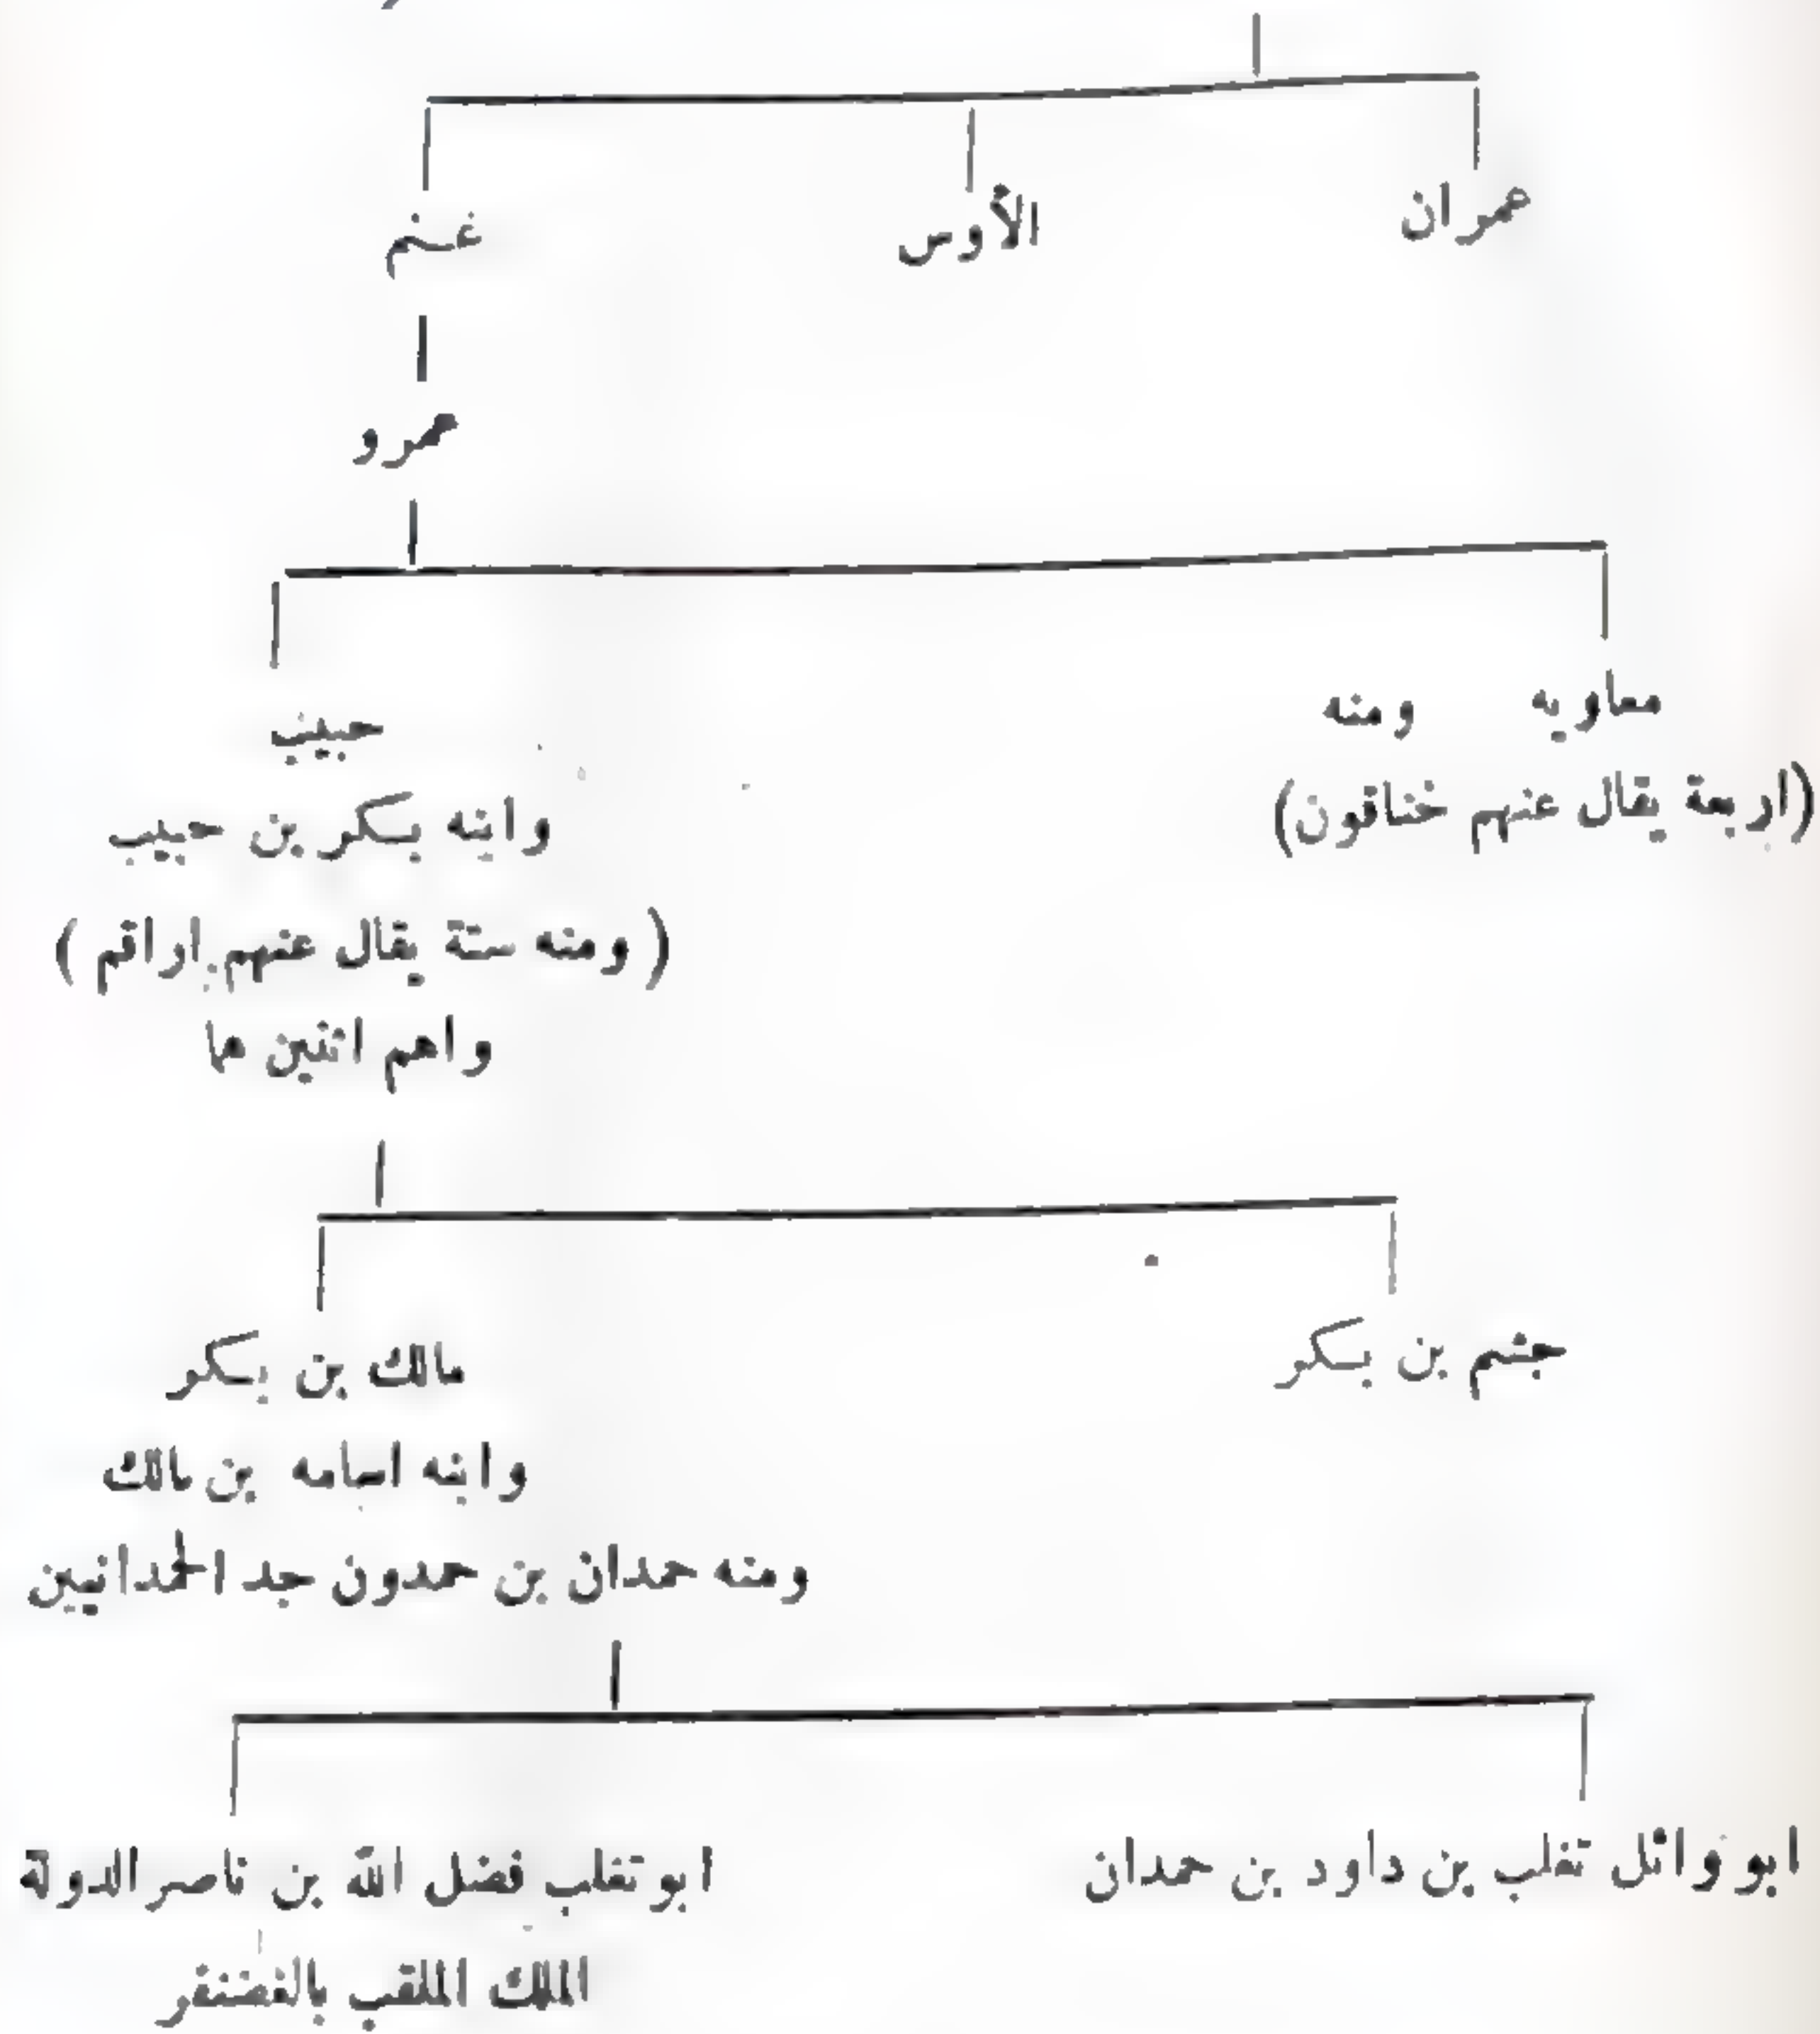 عمران
الأوس
غنم
عمرو
معاويه ومنه
(اربعة يقال عنهم خناقون)
حبيب
وابنه بكر بن حبيب
( ومنه ستة يقال عنهم اراقم )
واهم اثنين هما
جشم بن بكر
مالك بن بكر
وابنه اسامه بن مالك
ومنه حمدان بن حمدون جد الحمدانيين
ابو وائل تغلب بن داود بن حمدان
ابو تغلب فضل الله بن ناصر الدولة
الملك الملقب بالغضنفر